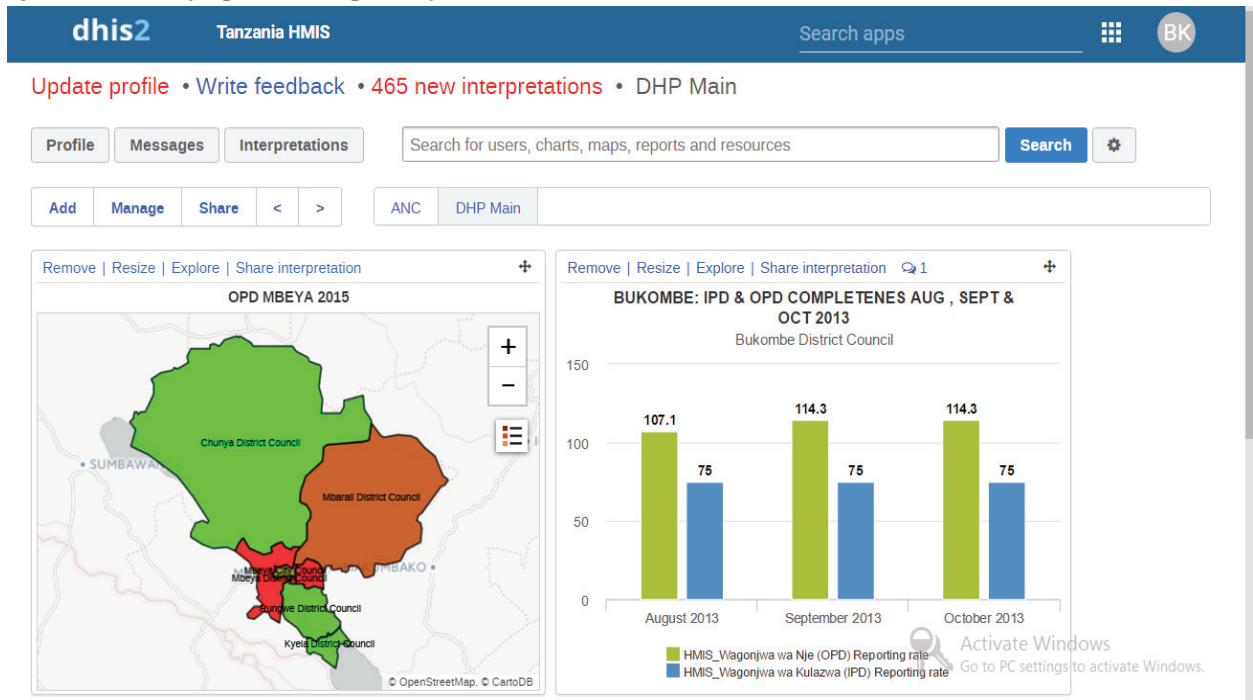 dhis2 Tanzania HMIS Search apps BK
Update profile • Write feedback • 465 new interpretations • DHP Main
Profile Messages Interpretations Search for users, charts, maps, reports and resources Search
Add Manage Share < > ANC DHP Main
Remove | Resize | Explore | Share interpretation
OPD MBEYA 2015
+
−
Chunya District Council
• SUMBAWA
Mbarali District Council
MBAKO •
Mbeya City Council
Mbeya District Council
Rungwe District Council
Kyela District Council
© OpenStreetMap, © CartoDB
Remove | Resize | Explore | Share interpretation 1
BUKOMBE: IPD & OPD COMPLETENES AUG , SEPT &
OCT 2013
Bukombe District Council
150
100
50
0
107.1 75 114.3 75 114.3 75
August 2013 September 2013 October 2013
HMIS_Wagonjwa wa Nje (OPD) Reporting rate
HMIS_Wagonjwa wa Kulazwa (IPD) Reporting rate
Activate Windows
Go to PC settings to activate Windows.